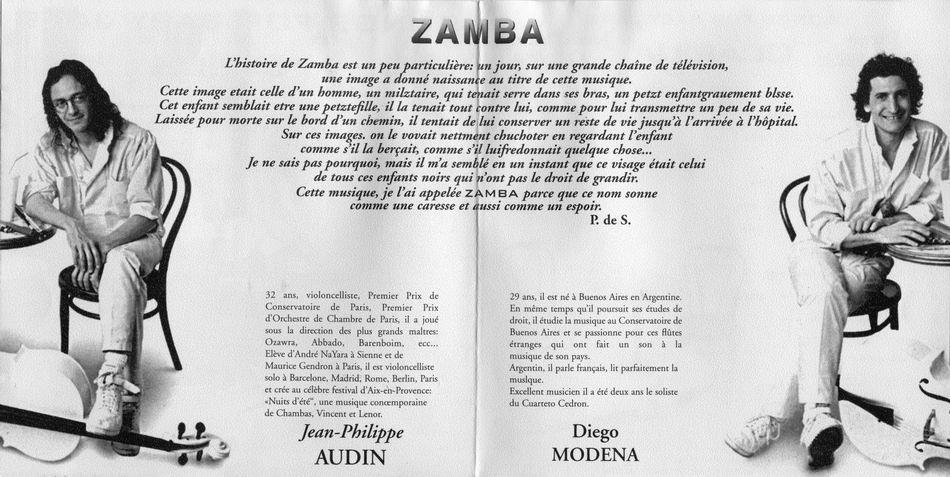 ZAMBA
L'histoire de Zamba est un peu particulière: un jour, sur une grande chaîne de télévision,
une image a donné naissance au titre de cette musique.
Cette image etait celle d'un homme, un milztaire, qui tenait serre dans ses bras, un petzt enfantgrauement blsse.
Cet enfant semblait etre une petztefille, il la tenait tout contre lui, comme pour lui transmettre un peu de sa vie.
Laissée pour morte sur le bord d'un chemin, il tentait de lui conserver un reste de vie jusqu'à l'arrivée à l'hôpital.
Sur ces images. on le vovait nettment chuchoter en regardant l'enfant
comme s'il la berçait, comme s'il luifredonnait quelque chose...
Je ne sais pas pourquoi, mais il m'a semblé en un instant que ce visage était celui
de tous ces enfants noirs qui n'ont pas le droit de grandir.
Cette musique, je l'ai appelée ZAMBA parce que ce nom sonne
comme une caresse et aussi comme un espoir.
P. de S.
32 ans, violoncelliste, Premier Prix de
Conservatoire de Paris, Premier Prix
d'Orchestre de Chambre de Paris, il a joué
sous la direction des plus grands maltres:
Ozawra, Abbado, Barenboim, ecc...
Elève d'André NaYara à Sienne et de
Maurice Gendron à Paris, il est violoncelliste
solo à Barcelone, Madrid, Rome, Berlin, Paris
et crée au célèbre festival d'Aix-en-Provence:
«Nuits d'été", une musique contemporaine
de Chambas, Vincent et Lenor.
Jean-Philippe
AUDIN
29 ans, il est né à Buenos Aires en Argentine.
En même temps qu'il poursuit ses études de
droit, il étudie la musique au Conservatoire de
Buenos Aires et se passionne pour ces flûtes
étranges qui ont fait un son à la
musique de son pays.
Argentin, il parle français, lit parfaitement la
musique.
Excellent musicien il a été deux ans le soliste
du Cuarteto Cedron.
Diego
MODENA